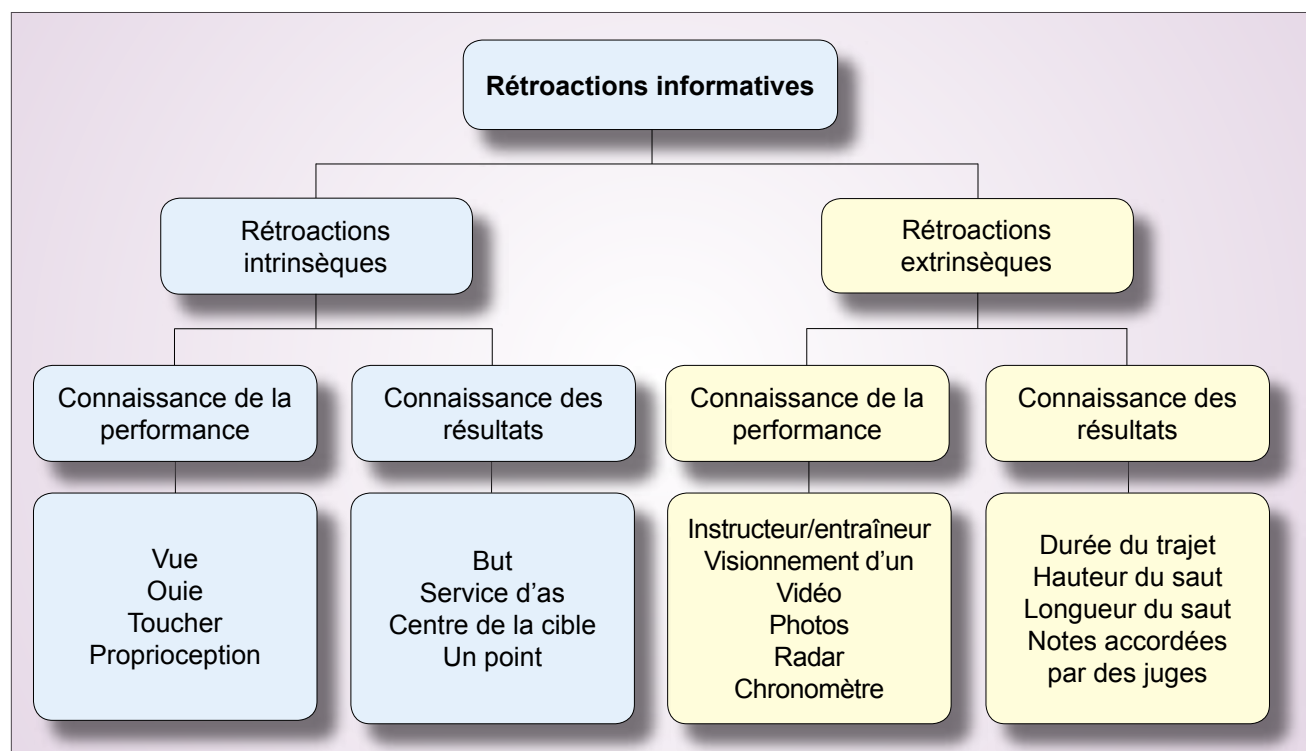 Rétroactions informatives
Rétroactions
intrinsèques
Rétroactions
extrinsèques
Connaissance de la
performance
Connaissance des
résultats
Connaissance de la
performance
Connaissance des
résultats
Vue
Ouie
Toucher
Proprioception
But
Service d’as
Centre de la cible
Un point
Instructeur/entraîneur
Visionnement d’un
Vidéo
Photos
Radar
Chronomètre
Durée du trajet
Hauteur du saut
Longueur du saut
Notes accordées
par des juges